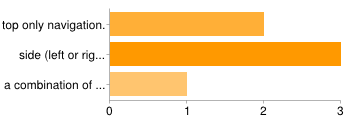 top only navigation.
side (left or rig...
a combination of ...
0 1 2 3